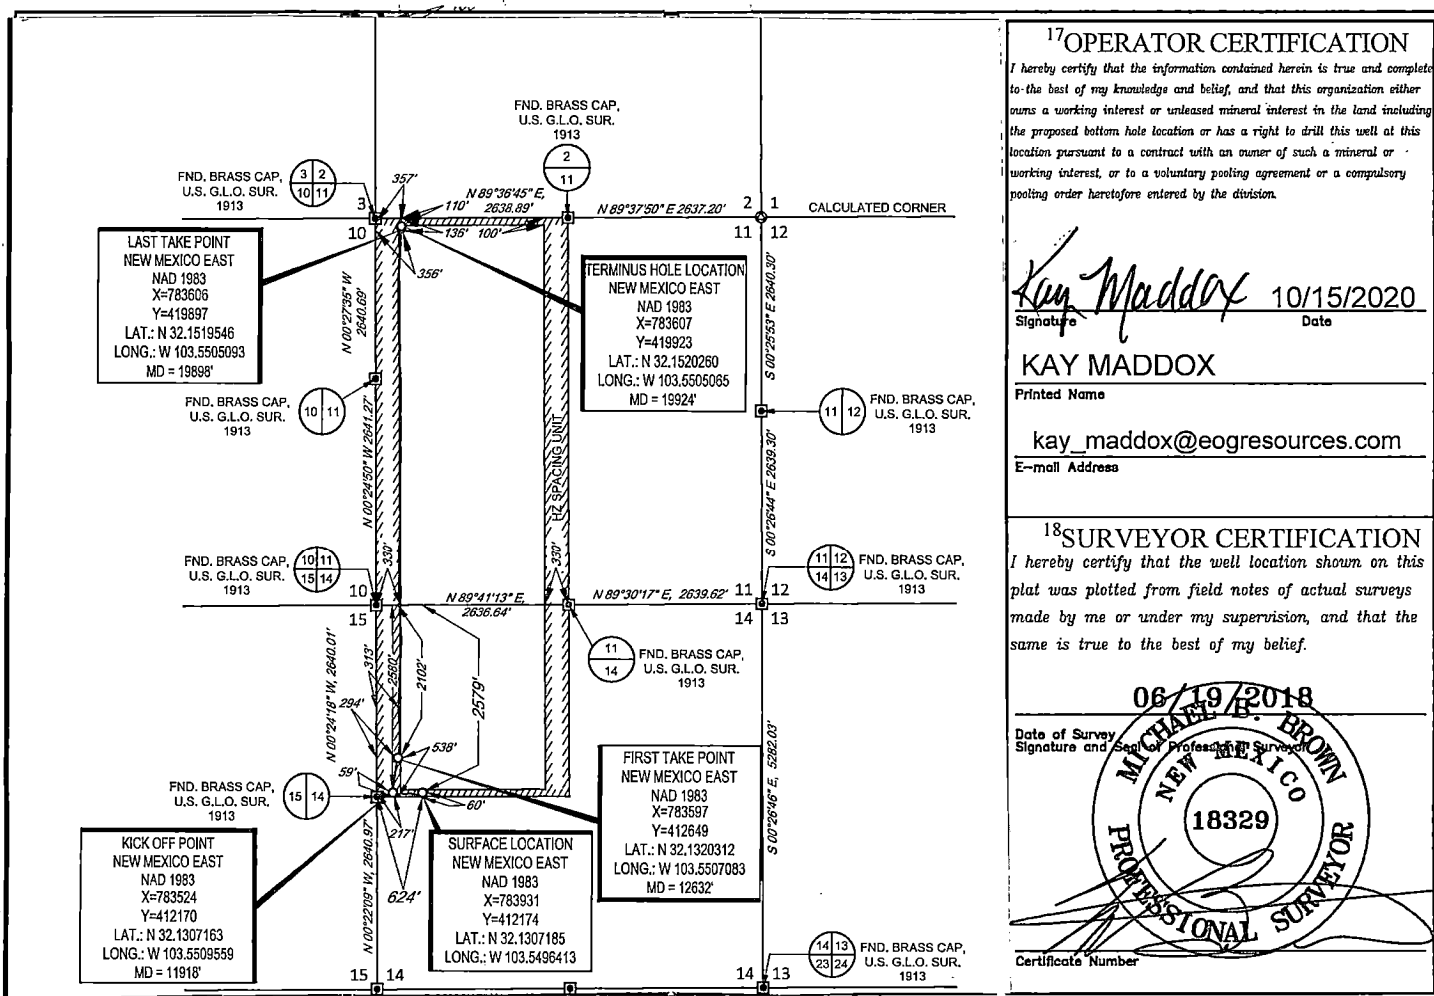 FND. BRASS CAP,
U.S. G.L.O. SUR.
1913
2
11
FND. BRASS CAP,
U.S. G.L.O. SUR.
1913
3 2
10 11
357'
N 89°36'45" E,
2638.89'
110'
136'
100'
356'
N 89°37'50" E 2637.20'
3
10
2 1
11 12
CALCULATED CORNER
LAST TAKE POINT
NEW MEXICO EAST
NAD 1983
X=783606
Y=419897
LAT.: N 32.1519546
LONG.: W 103.5505093
MD = 19898'
TERMINUS HOLE LOCATION
NEW MEXICO EAST
NAD 1983
X=783607
Y=419923
LAT.: N 32.1520260
LONG.: W 103.5505065
MD = 19924'
N 00°27'35" W
2640.69'
S 00°25'53" E 2640.30'
FND. BRASS CAP,
U.S. G.L.O. SUR.
1913
10 11
11 12
FND. BRASS CAP,
U.S. G.L.O. SUR.
1913
N 00°24'50" W 2641.27'
HZ SPACING UNIT
S 00°26'44" E 2639.30'
FND. BRASS CAP,
U.S. G.L.O. SUR.
1913
10 11
15 14
330'
330'
11 12
14 13
FND. BRASS CAP,
U.S. G.L.O. SUR.
1913
10
15
N 89°41'13" E,
2636.64'
N 89°30'17" E, 2639.62'
11 12
14 13
11
14
FND. BRASS CAP,
U.S. G.L.O. SUR.
1913
N 00°24'18" W, 2640.01'
313'
2580'
2102'
2579'
294'
538'
59'
60'
217'
624'
S 00°26'46" E, 5282.03'
FND. BRASS CAP,
U.S. G.L.O. SUR.
1913
15 14
FIRST TAKE POINT
NEW MEXICO EAST
NAD 1983
X=783597
Y=412649
LAT.: N 32.1320312
LONG.: W 103.5507083
MD = 12632'
KICK OFF POINT
NEW MEXICO EAST
NAD 1983
X=783524
Y=412170
LAT.: N 32.1307163
LONG.: W 103.5509559
MD = 11918'
N 00°22'09" W, 2640.97'
SURFACE LOCATION
NEW MEXICO EAST
NAD 1983
X=783931
Y=412174
LAT.: N 32.1307185
LONG.: W 103.5496413
15 14
14 13
14 13
23 24
FND. BRASS CAP,
U.S. G.L.O. SUR.
1913
17 OPERATOR CERTIFICATION
I hereby certify that the information contained herein is true and complete
to the best of my knowledge and belief, and that this organization either
owns a working interest or unleased mineral interest in the land including
the proposed bottom hole location or has a right to drill this well at this
location pursuant to a contract with an owner of such a mineral or
working interest, or to a voluntary pooling agreement or a compulsory
pooling order heretofore entered by the division.
Kay Maddox 10/15/2020
Signature Date
KAY MADDOX
Printed Name
kay_maddox@eogresources.com
E-mail Address
18 SURVEYOR CERTIFICATION
I hereby certify that the well location shown on this
plat was plotted from field notes of actual surveys
made by me or under my supervision, and that the
same is true to the best of my belief.
06/19/2018
Date of Survey
Signature and Seal of Professional Surveyor
MICHAEL B. BROWN
NEW MEXICO
18329
PROFESSIONAL SURVEYOR
Certificate Number